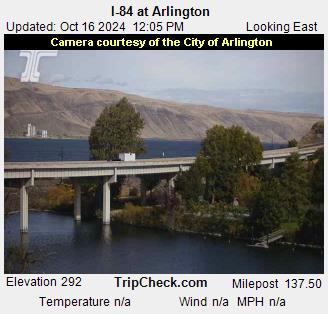 I-84 at Arlington
Updated: Oct 16 2024 12:05 PM Looking East
Camera courtesy of the City of Arlington
Elevation 292 TripCheck.com Milepost 137.50
Temperature n/a Wind n/a MPH n/a